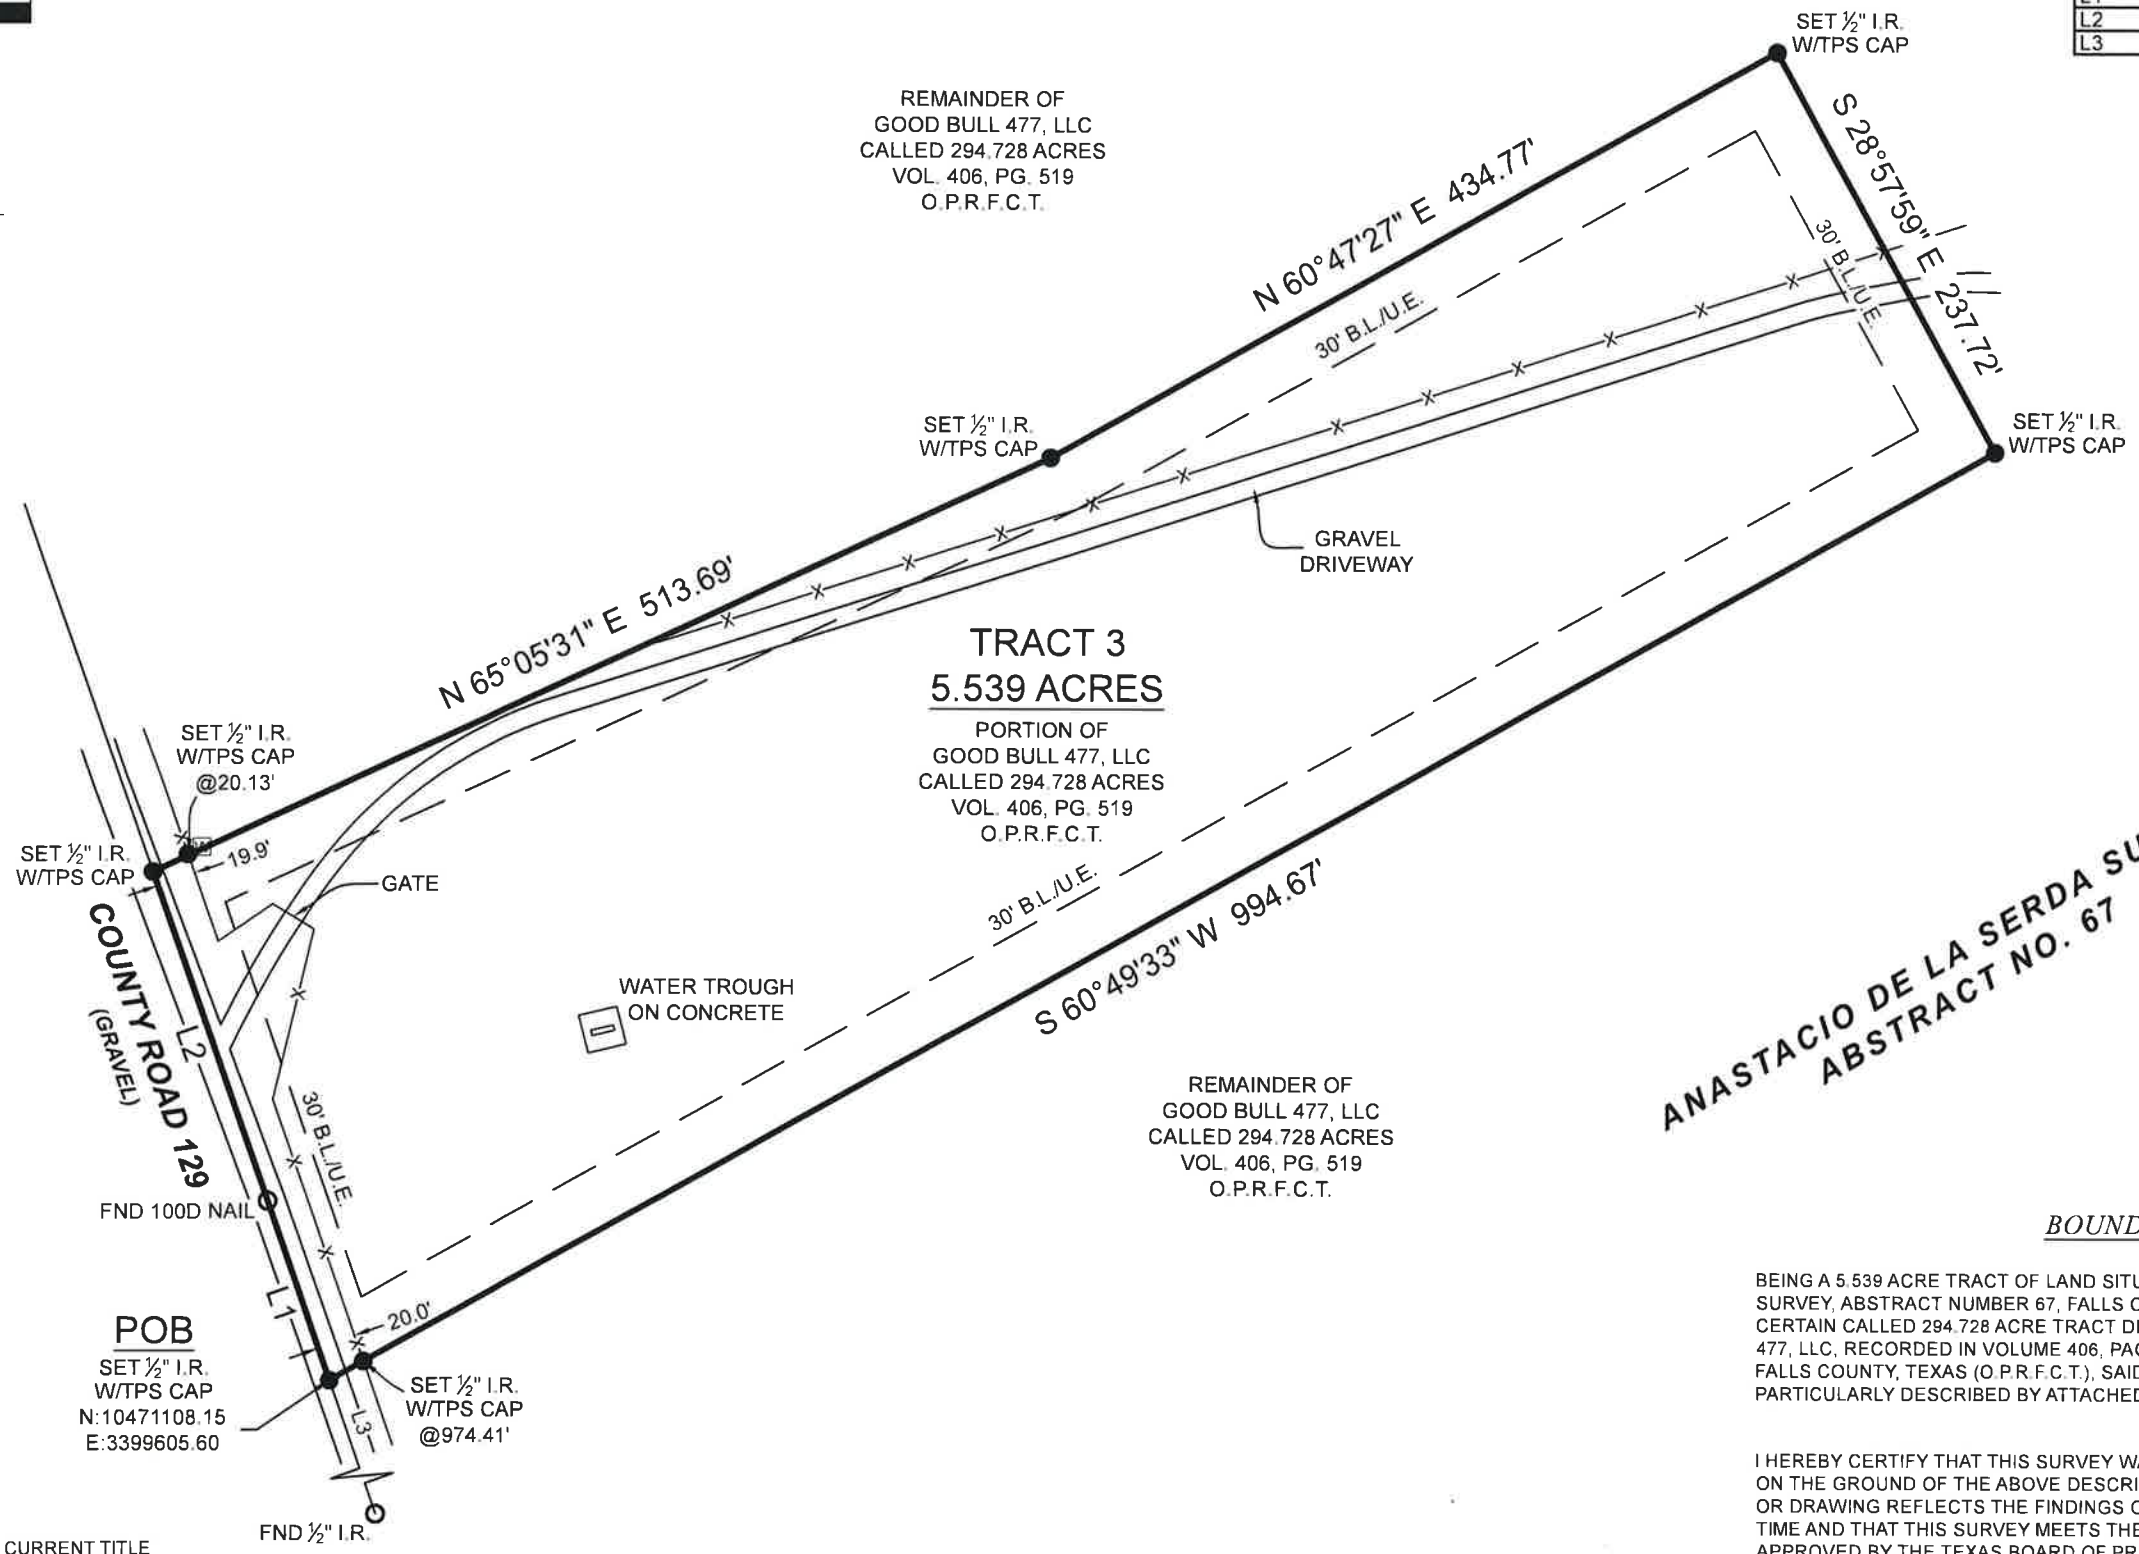 L2
L3
SET ½" I.R.
W/TPS CAP
REMAINDER OF
GOOD BULL 477, LLC
CALLED 294.728 ACRES
VOL. 406, PG. 519
O.P.R.F.C.T.
S 28°57'59" E 237.72'
N 60°47'27" E 434.77'
30' B.L./U.E.
30' B.L./U.E.
SET ½" I.R.
W/TPS CAP
SET ½" I.R.
W/TPS CAP
GRAVEL
DRIVEWAY
N 65°05'31" E 513.69'
TRACT 3
5.539 ACRES
PORTION OF
GOOD BULL 477, LLC
CALLED 294.728 ACRES
VOL. 406, PG. 519
O.P.R.F.C.T.
SET ½" I.R.
W/TPS CAP
@20.13'
SET ½" I.R.
W/TPS CAP
19.9'
GATE
30' B.L./U.E.
S 60°49'33" W 994.67'
ANASTACIO DE LA SERDA
ABSTRACT NO. 67
COUNTY ROAD 129
(GRAVEL)
L2
WATER TROUGH
ON CONCRETE
30' B.L./U.E.
REMAINDER OF
GOOD BULL 477, LLC
CALLED 294.728 ACRES
VOL. 406, PG. 519
O.P.R.F.C.T.
FND 100D NAIL
L1
20.0'
POB
SET ½" I.R.
W/TPS CAP
N:10471108.15
E:3399605.60
SET ½" I.R.
W/TPS CAP
@974.41'
L3
FND ½" I.R.
CURRENT TITLE
BOUND
BEING A 5.539 ACRE TRACT OF LAND SITU
SURVEY, ABSTRACT NUMBER 67, FALLS C
CERTAIN CALLED 294.728 ACRE TRACT D
477, LLC, RECORDED IN VOLUME 406, PAG
FALLS COUNTY, TEXAS (O.P.R.F.C.T.), SAID
PARTICULARLY DESCRIBED BY ATTACHED
I HEREBY CERTIFY THAT THIS SURVEY WA
ON THE GROUND OF THE ABOVE DESCRI
OR DRAWING REFLECTS THE FINDINGS O
TIME AND THAT THIS SURVEY MEETS THE
APPROVED BY THE TEXAS BOARD OF PR